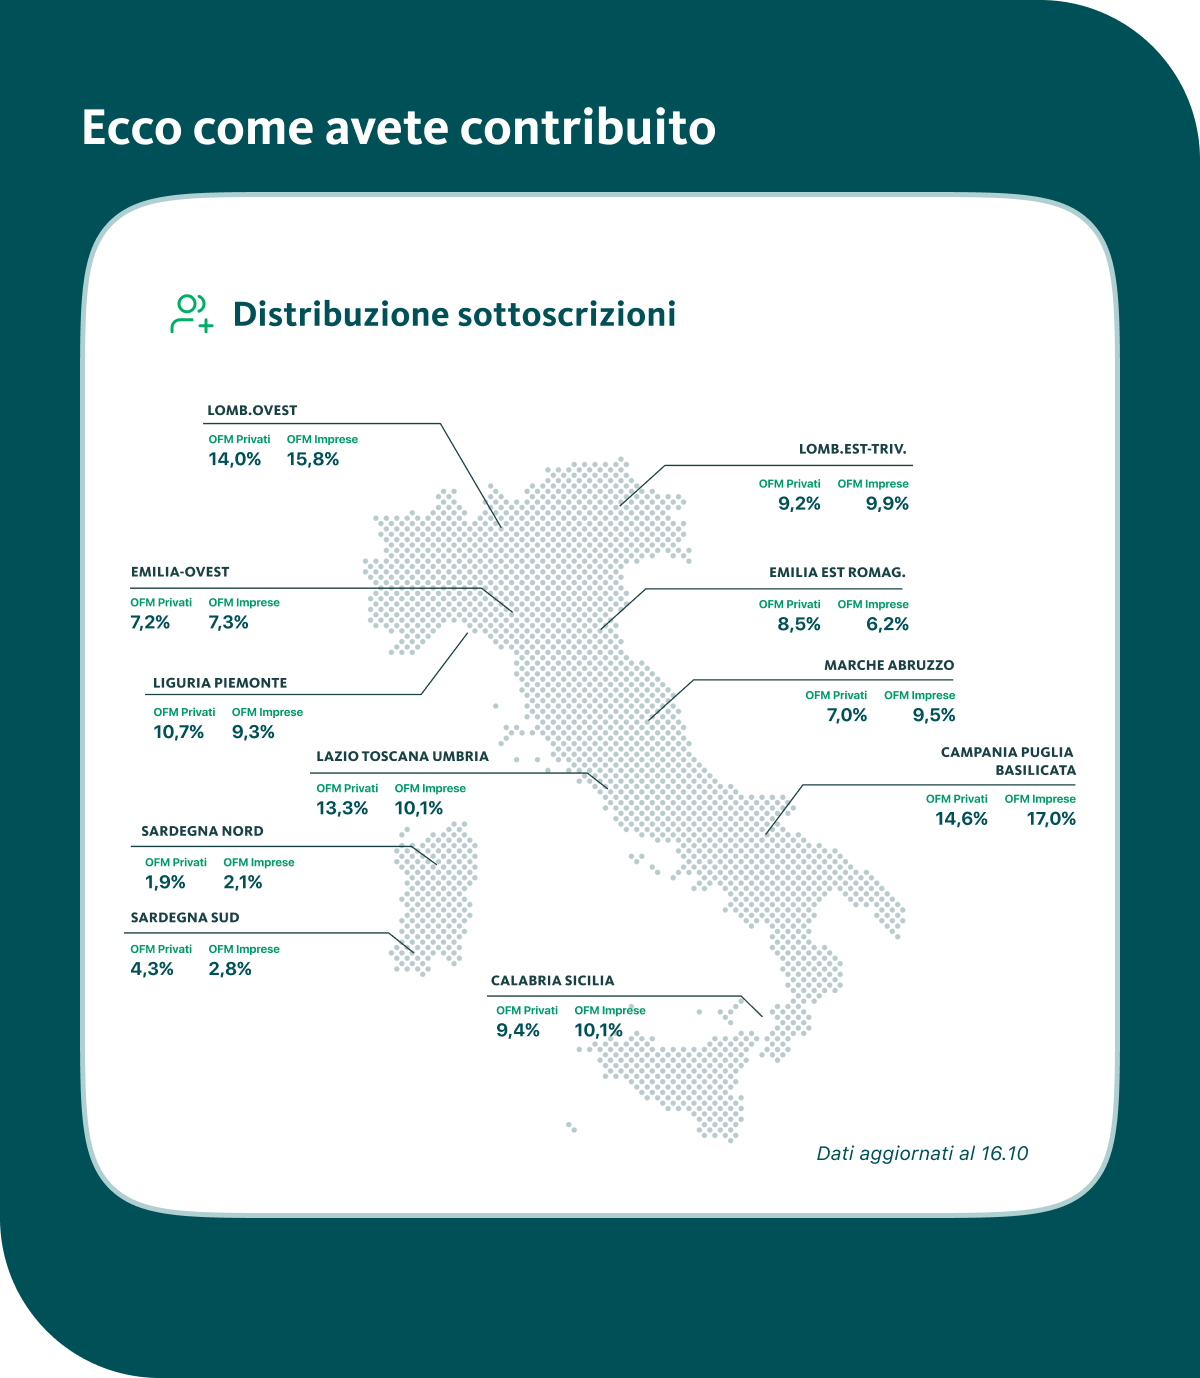 Ecco come avete contribuito
Distribuzione sottoscrizioni
LOMB.OVEST
OFM Privati OFM Imprese
14,0% 15,8%
LOMB.EST-TRIV.
OFM Privati OFM Imprese
9,2% 9,9%
EMILIA-OVEST
OFM Privati OFM Imprese
7,2% 7,3%
EMILIA EST ROMAG.
OFM Privati OFM Imprese
8,5% 6,2%
LIGURIA PIEMONTE
OFM Privati OFM Imprese
10,7% 9,3%
MARCHE ABRUZZO
OFM Privati OFM Imprese
7,0% 9,5%
LAZIO TOSCANA UMBRIA
OFM Privati OFM Imprese
13,3% 10,1%
CAMPANIA PUGLIA
BASILICATA
OFM Privati OFM Imprese
14,6% 17,0%
SARDEGNA NORD
OFM Privati OFM Imprese
1,9% 2,1%
SARDEGNA SUD
OFM Privati OFM Imprese
4,3% 2,8%
CALABRIA SICILIA
OFM Privati OFM Imprese
9,4% 10,1%
Dati aggiornati al 16.10